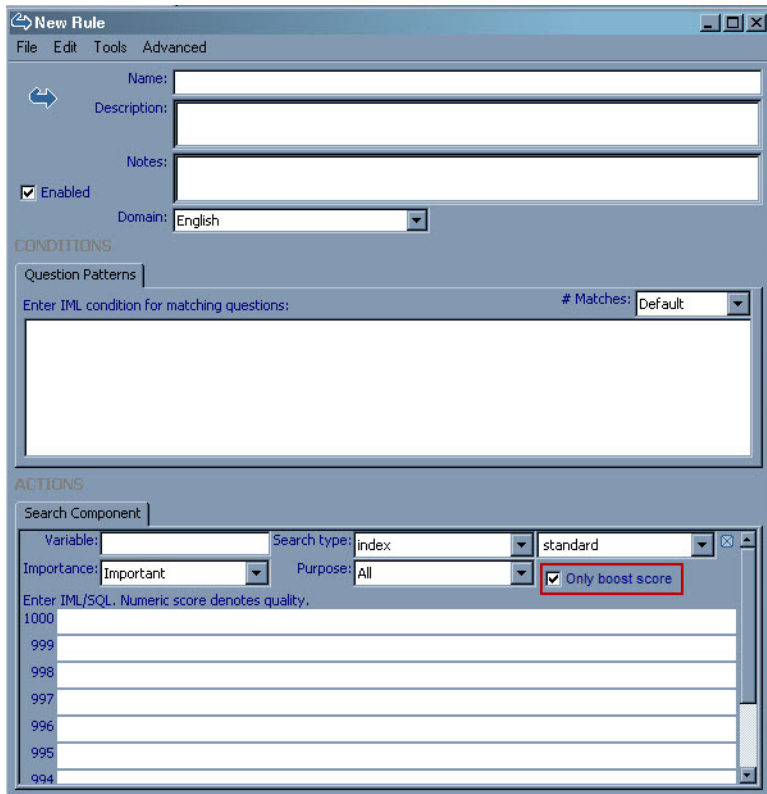 New Rule
File Edit Tools Advanced
Name:
Description:
Notes:
Enabled
Domain: English
CONDITIONS
Question Patterns
Enter IML condition for matching questions: # Matches: Default
ACTIONS
Search Component
Variable: Search type: index standard
Importance: Important Purpose: All Only boost score
Enter IML/SQL. Numeric score denotes quality.
1000
999
998
997
996
995
994